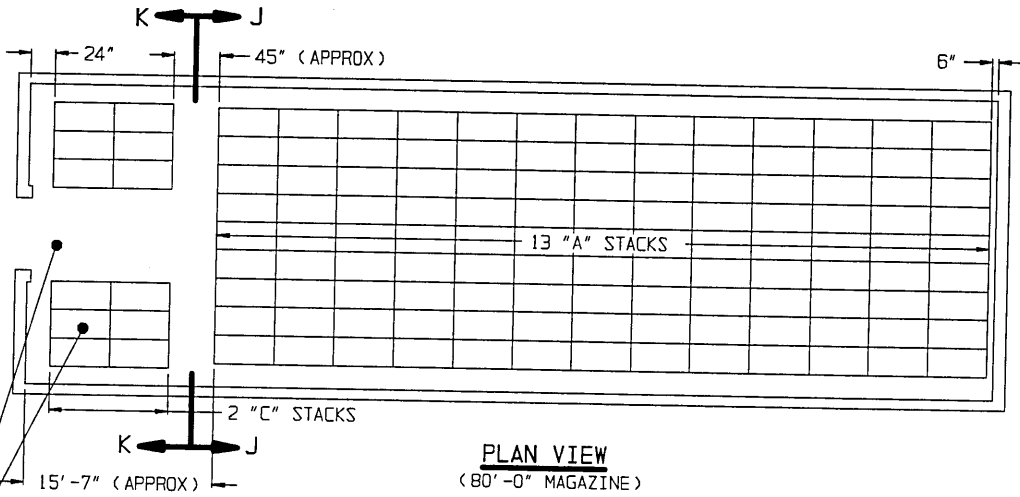 K J
24" 45" (APPROX) 6"
13 "A" STACKS
2 "C" STACKS
K J
15'-7" (APPROX)
PLAN VIEW
(80'-0" MAGAZINE)